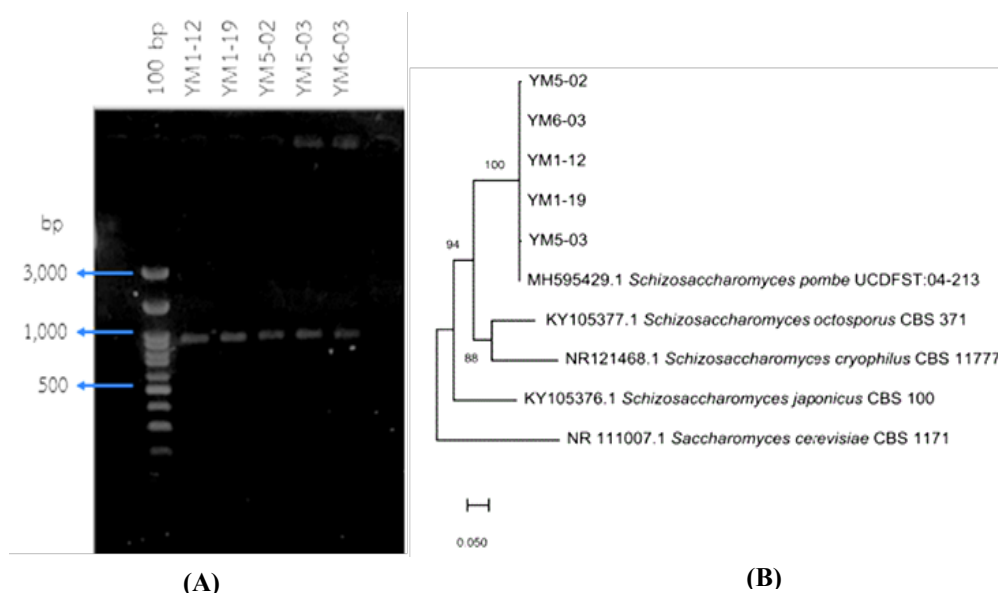 100 bp
YM1-12
YM1-19
YM5-02
YM5-03
YM6-03
bp
3,000
1,000
500
(A)
YM5-02
YM6-03
100
YM1-12
YM1-19
94
YM5-03
MH595429.1 Schizosaccharomyces pombe UCDFST:04-213
KY105377.1 Schizosaccharomyces octosporus CBS 371
88
NR121468.1 Schizosaccharomyces cryophilus CBS 11777
KY105376.1 Schizosaccharomyces japonicus CBS 100
NR 111007.1 Saccharomyces cerevisiae CBS 1171
0.050
(B)